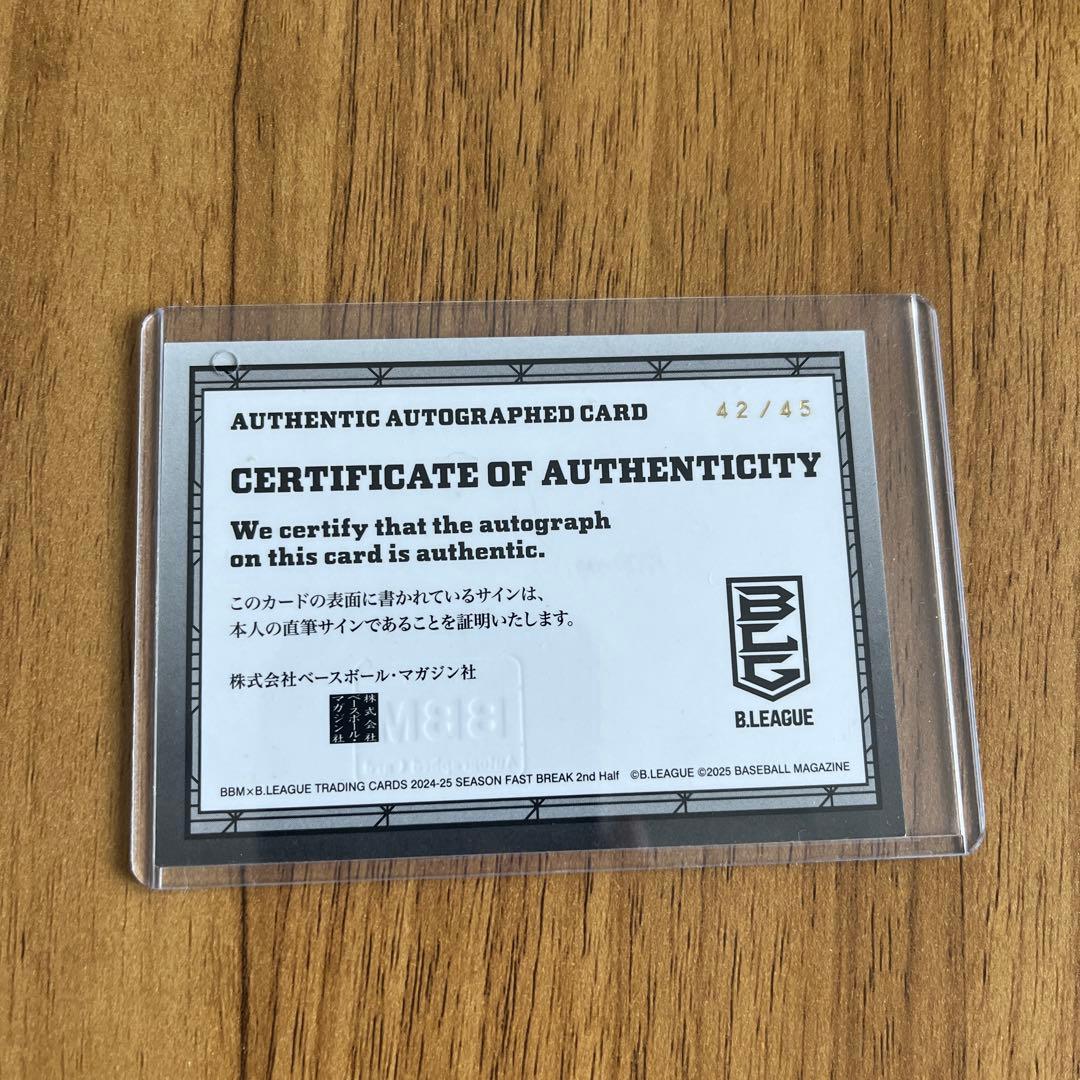 AUTHENTIC AUTOGRAPHED CARD
42/45
CERTIFICATE OF AUTHENTICITY
We certify that the autograph
on this card is authentic.
このカードの表面に書かれているサインは、
本人の直筆サインであることを証明いたします。
株式会社ベースボール・マガジン社
株式会社
ベースボール・
マガジン社
BBM
BLG
B.LEAGUE
BBM×B.LEAGUE TRADING CARDS 2024-25 SEASON FAST BREAK 2nd Half ©B.LEAGUE ©2025 BASEBALL MAGAZINE